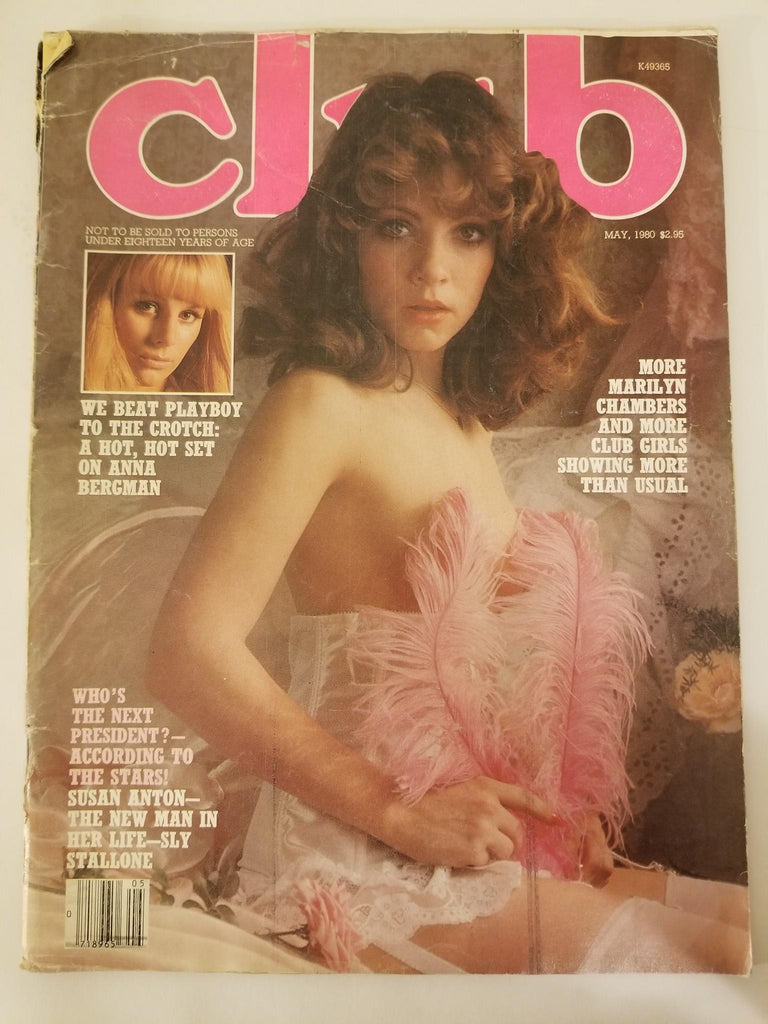 club
K49365
NOT TO BE SOLD TO PERSONS
UNDER EIGHTEEN YEARS OF AGE
MAY, 1980 $2.95
WE BEAT PLAYBOY
TO THE CROTCH:
A HOT, HOT SET
ON ANNA
BERGMAN
MORE
MARILYN
CHAMBERS
AND MORE
CLUB GIRLS
SHOWING MORE
THAN USUAL
WHO'S
THE NEXT
PRESIDENT?—
ACCORDING TO
THE STARS!
SUSAN ANTON—
THE NEW MAN IN
HER LIFE—SLY
STALLONE
05
0
718965